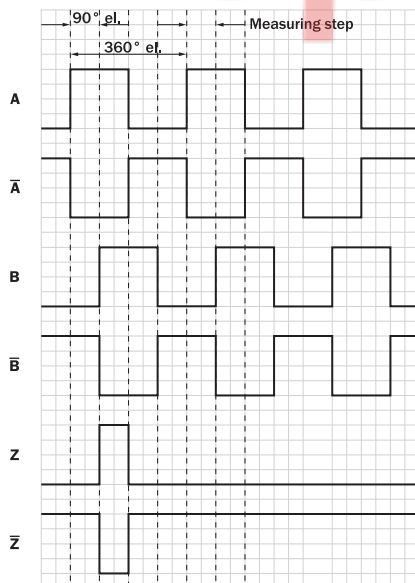 90° el.
Measuring step
360° el.
A
A̅
B
B̅
Z
Z̅